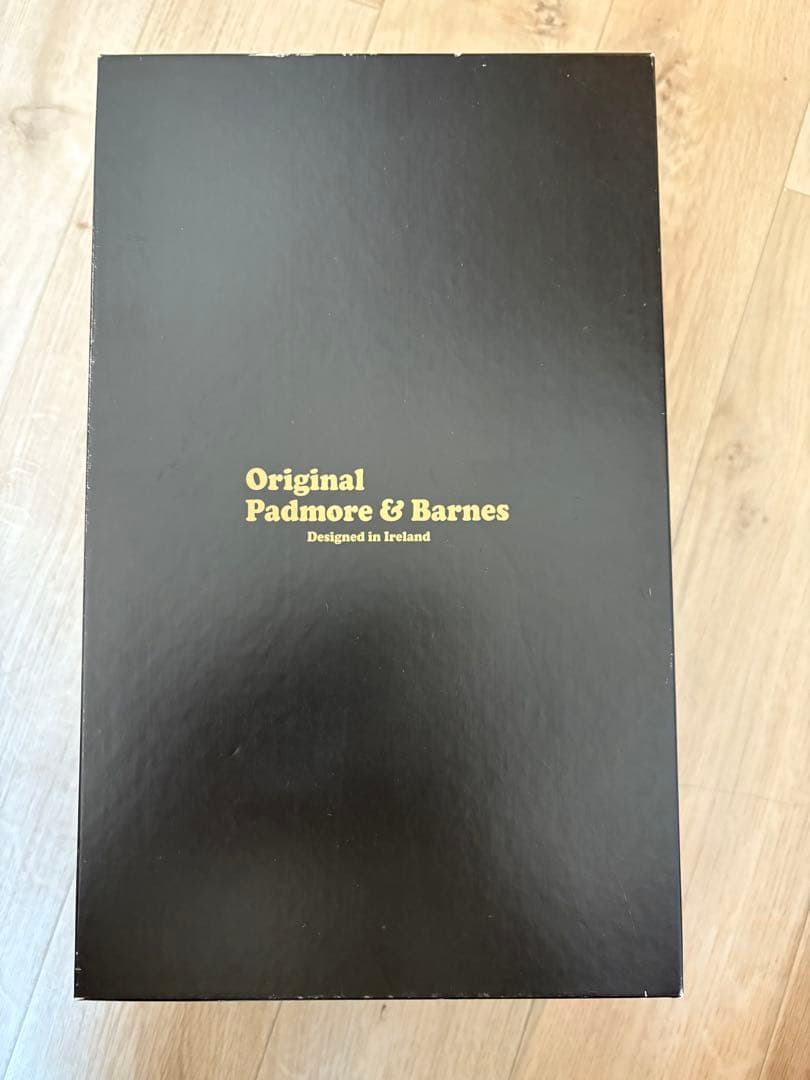 Original
Padmore & Barnes
Designed in Ireland